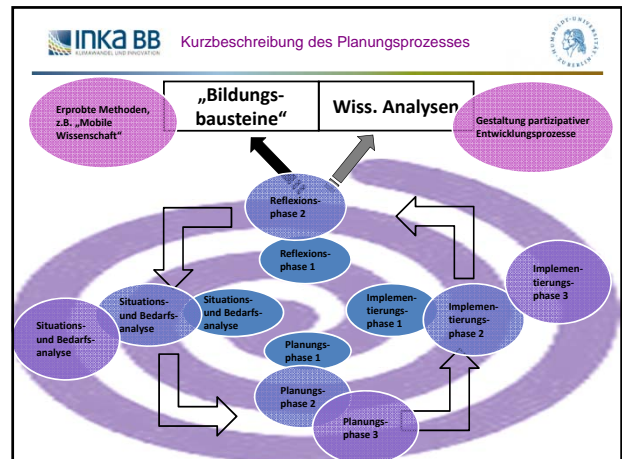 INKA BB
KLIMAWANDEL UND INNOVATION
Kurzbeschreibung des Planungsprozesses
Erprobte Methoden,
z.B. „Mobile
Wissenschaft“
„Bildungs-
bausteine“
Wiss. Analysen
Gestaltung partizipativer
Entwicklungsprozesse
Reflexions-
phase 2
Reflexions-
phase 1
Situations-
und Bedarfs-
analyse
Situations-
und Bedarfs-
analyse
Situations-
und Bedarfs-
analyse
Implemen-
tierungs-
phase 1
Implemen-
tierungs-
phase 2
Implemen-
tierungs-
phase 3
Planungs-
phase 1
Planungs-
phase 2
Planungs-
phase 3